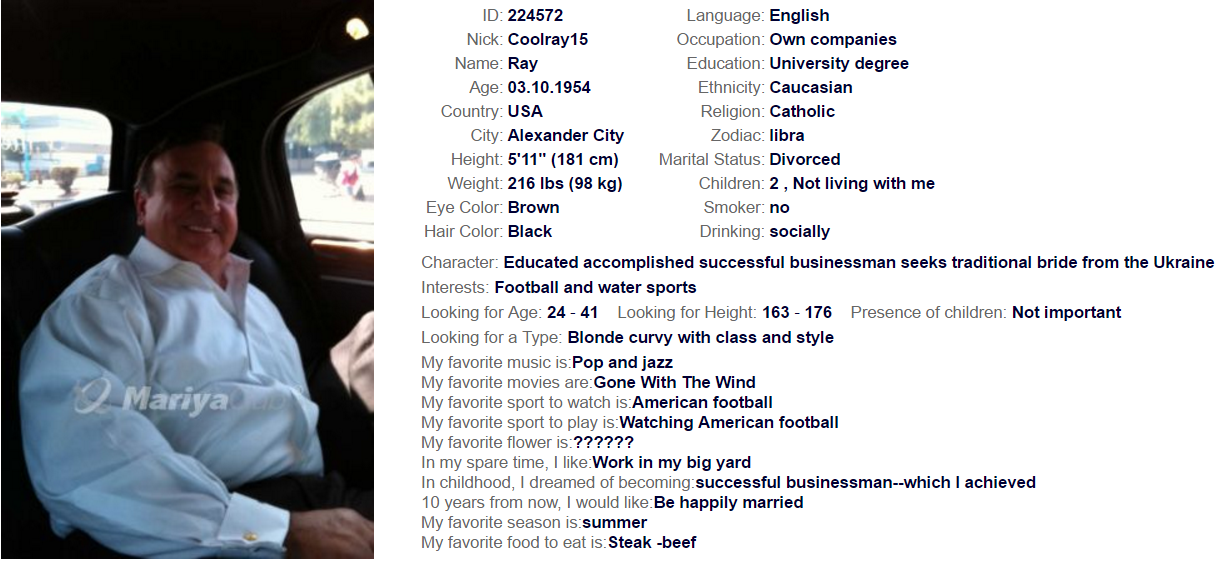 ID: 224572
Nick: Coolray15
Name: Ray
Age: 03.10.1954
Country: USA
City: Alexander City
Height: 5'11" (181 cm)
Weight: 216 lbs (98 kg)
Eye Color: Brown
Hair Color: Black
Language: English
Occupation: Own companies
Education: University degree
Ethnicity: Caucasian
Religion: Catholic
Zodiac: libra
Marital Status: Divorced
Children: 2 , Not living with me
Smoker: no
Drinking: socially
Character: Educated accomplished successful businessman seeks traditional bride from the Ukraine
Interests: Football and water sports
Looking for Age: 24 - 41 Looking for Height: 163 - 176 Presence of children: Not important
Looking for a Type: Blonde curvy with class and style
My favorite music is:Pop and jazz
My favorite movies are:Gone With The Wind
My favorite sport to watch is:American football
My favorite sport to play is:Watching American football
My favorite flower is:??????
In my spare time, I like:Work in my big yard
In childhood, I dreamed of becoming:successful businessman--which I achieved
10 years from now, I would like:Be happily married
My favorite season is:summer
My favorite food to eat is:Steak -beef
MariyaClub